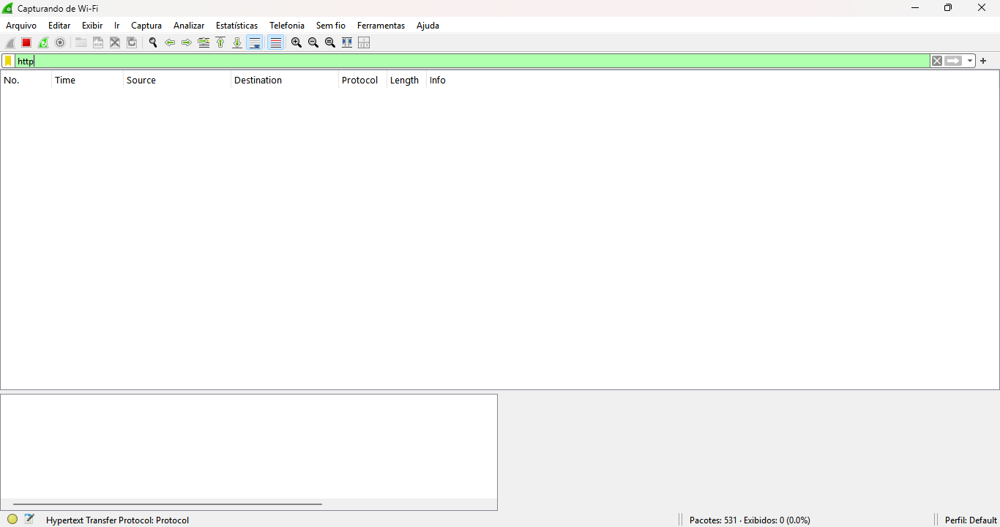 Capturando de Wi-Fi
Arquivo Editar Exibir Ir Captura Analizar Estatísticas Telefonia Sem fio Ferramentas Ajuda
http
No. Time Source Destination Protocol Length Info
Hypertext Transfer Protocol: Protocol Pacotes: 531 · Exibidos: 0 (0.0%) Perfil: Default